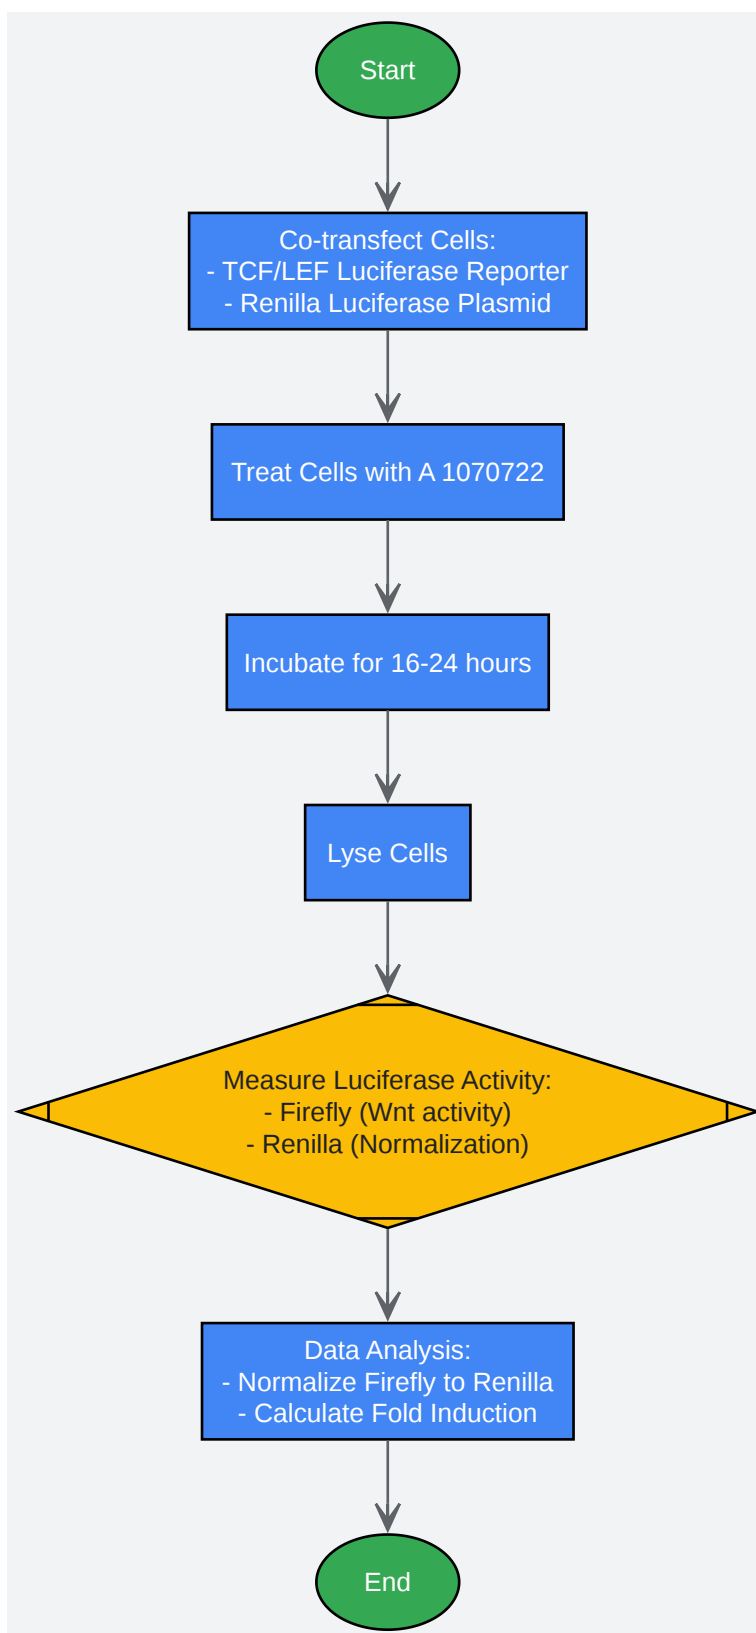 Start
Co-transfect Cells:
- TCF/LEF Luciferase Reporter
- Renilla Luciferase Plasmid
Treat Cells with A 1070722
Incubate for 16-24 hours
Lyse Cells
Measure Luciferase Activity:
- Firefly (Wnt activity)
- Renilla (Normalization)
Data Analysis:
- Normalize Firefly to Renilla
- Calculate Fold Induction
End